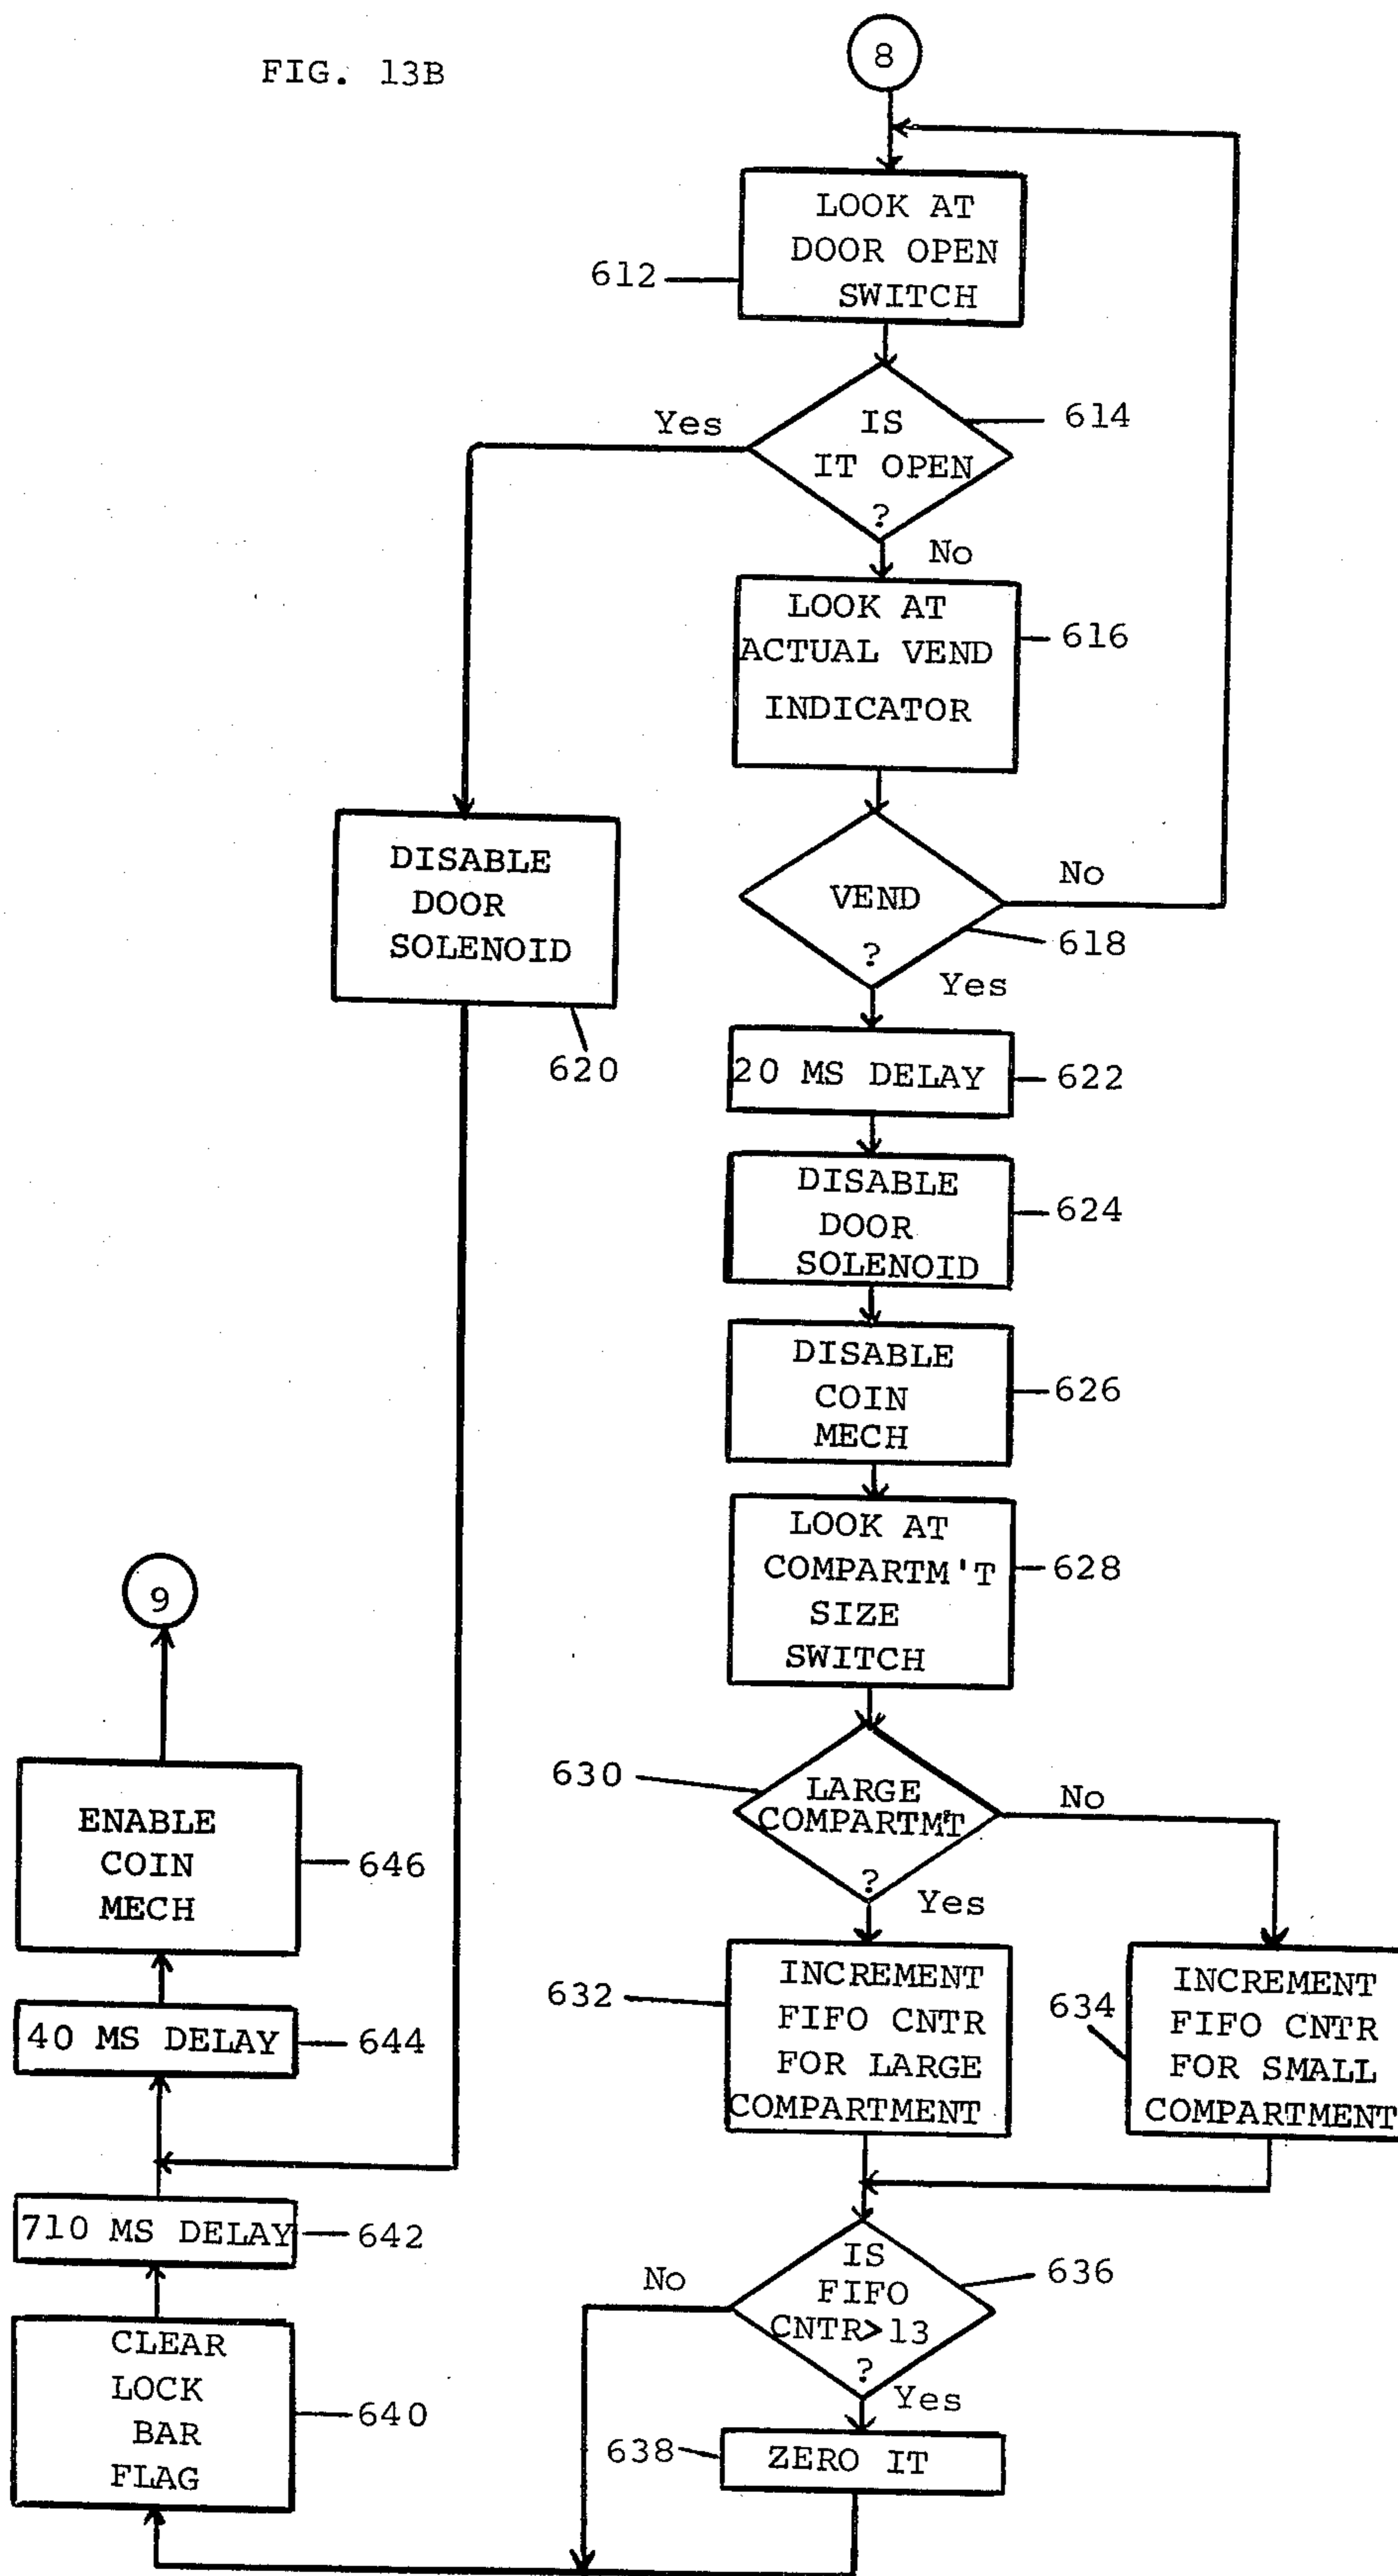 FIG. 13B
8
LOOK AT
DOOR OPEN
SWITCH
612
IS
IT OPEN
?
614
Yes
No
LOOK AT
ACTUAL VEND
INDICATOR
616
DISABLE
DOOR
SOLENOID
620
VEND
?
No
618
Yes
20 MS DELAY
622
DISABLE
DOOR
SOLENOID
624
DISABLE
COIN
MECH
626
LOOK AT
COMPARTM'T
SIZE
SWITCH
628
630
LARGE
COMPARTM'T
?
No
Yes
632
INCREMENT
FIFO CNTR
FOR LARGE
COMPARTMENT
634
INCREMENT
FIFO CNTR
FOR SMALL
COMPARTMENT
IS
FIFO
CNTR>13
?
636
No
Yes
638
ZERO IT
9
ENABLE
COIN
MECH
646
40 MS DELAY
644
710 MS DELAY
642
CLEAR
LOCK
BAR
FLAG
640